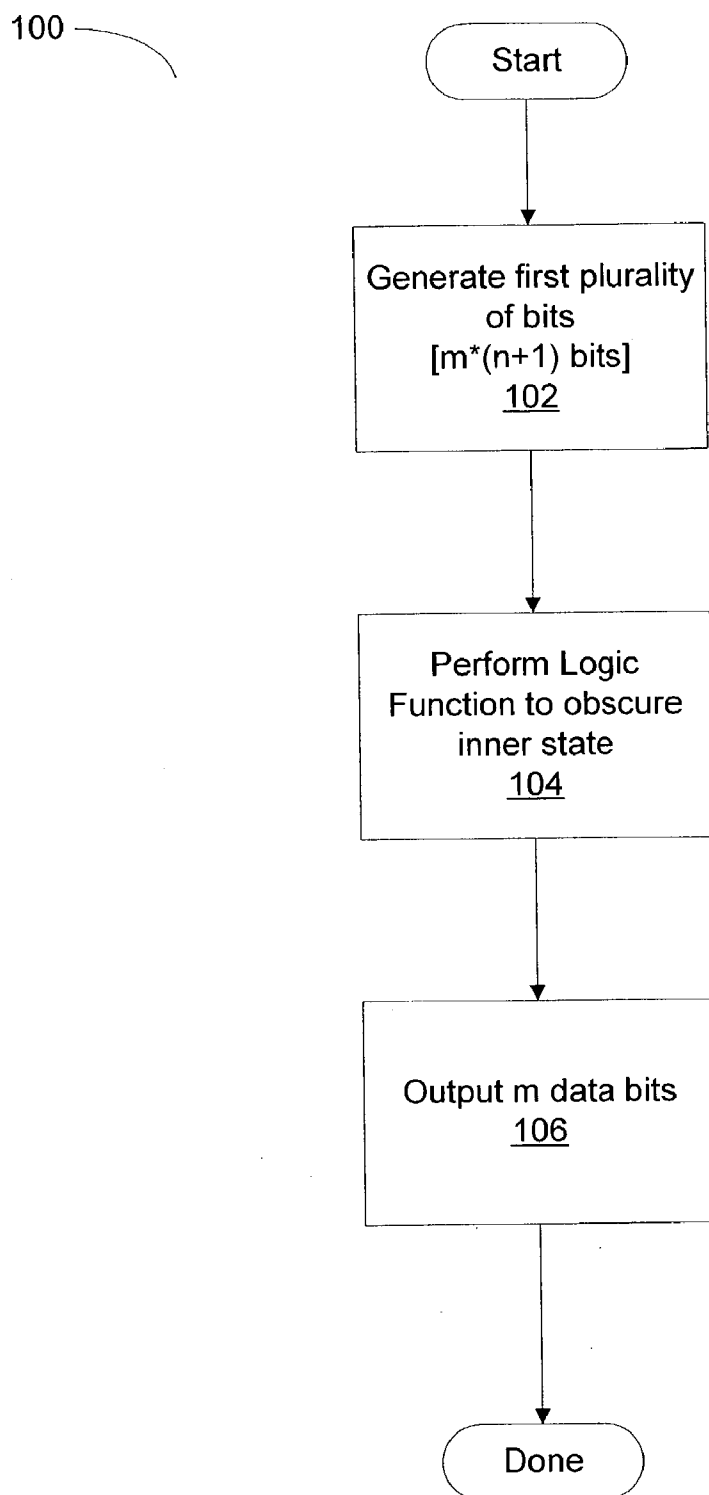 100
Start
Generate first plurality
of bits
[m*(n+1) bits]
102
Perform Logic
Function to obscure
inner state
104
Output m data bits
106
Done